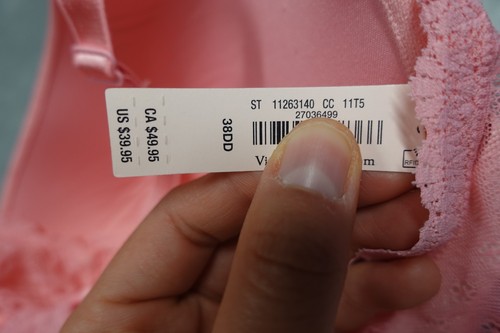 ST 11263140 CC 11T5
27036499
38DD
CA $49.95
US $39.95
RFID